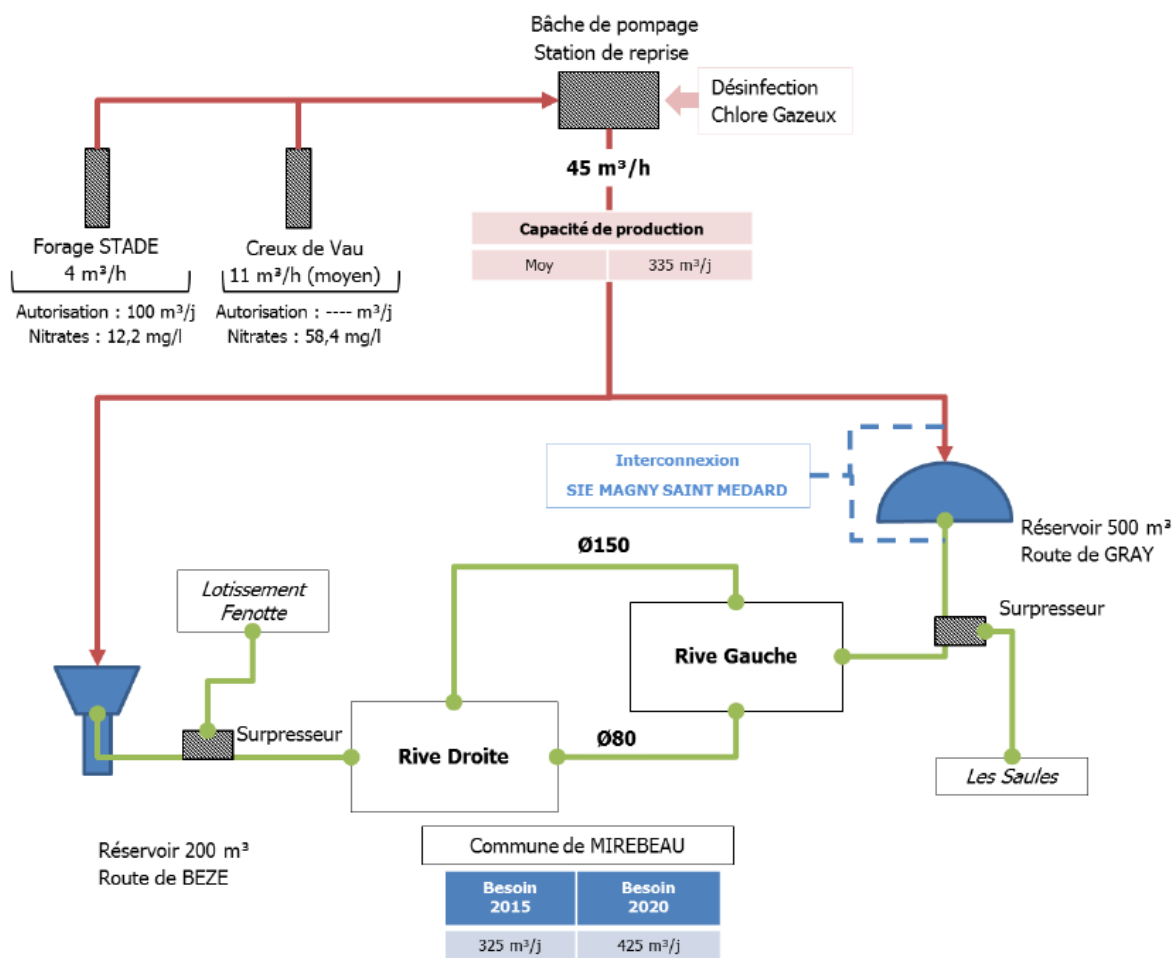 Bâche de pompage
Station de reprise
Désinfection
Chlore Gazeux
45 m³/h
Capacité de production
Moy 335 m³/j
Forage STADE
4 m³/h
Autorisation : 100 m³/j
Nitrates : 12,2 mg/l
Creux de Vau
11 m³/h (moyen)
Autorisation : ---- m³/j
Nitrates : 58,4 mg/l
Interconnexion
SIE MAGNY SAINT MEDARD
Réservoir 500 m³
Route de GRAY
Ø150
Lotissement
Fenotte
Surpresseur
Rive Gauche
Surpresseur
Ø80
Rive Droite
Les Saules
Réservoir 200 m³
Route de BEZE
Commune de MIREBEAU
Besoin
2015
Besoin
2020
325 m³/j 425 m³/j